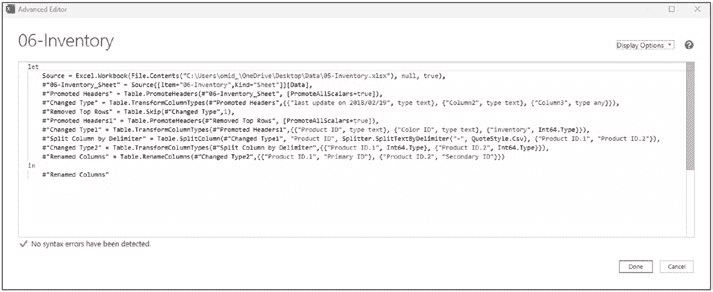 Advanced Editor
06-Inventory
Display Options
let
Source = Excel.Workbook(File.Contents("C:\Users\omid_\OneDrive\Desktop\Data\05-Inventory.xlsx"), null, true),
#"06-Inventory_Sheet" = Source{[Item="06-Inventory",Kind="Sheet"]}[Data],
#"Promoted Headers" = Table.PromoteHeaders(#"06-Inventory_Sheet", [PromoteAllScalars=true]),
#"Changed Type" = Table.TransformColumnTypes(#"Promoted Headers",{{"last update on 2018/02/19", type text}, {"Column2", type text}, {"Column3", type any}}),
#"Removed Top Rows" = Table.Skip(#"Changed Type",1),
#"Promoted Headers1" = Table.PromoteHeaders(#"Removed Top Rows", [PromoteAllScalars=true]),
#"Changed Type1" = Table.TransformColumnTypes(#"Promoted Headers1",{{"Product ID", type text}, {"Color ID", type text}, {"inventory", Int64.Type}}),
#"Split Column by Delimiter" = Table.SplitColumn(#"Changed Type1", "Product ID", Splitter.SplitTextByDelimiter("-", QuoteStyle.Csv), {"Product ID.1", "Product ID.2"}),
#"Changed Type2" = Table.TransformColumnTypes(#"Split Column by Delimiter",{{"Product ID.1", Int64.Type}, {"Product ID.2", Int64.Type}}),
#"Renamed Columns" = Table.RenameColumns(#"Changed Type2",{{"Product ID.1", "Primary ID"}, {"Product ID.2", "Secondary ID"}})
in
#"Renamed Columns"
No syntax errors have been detected.
Done
Cancel